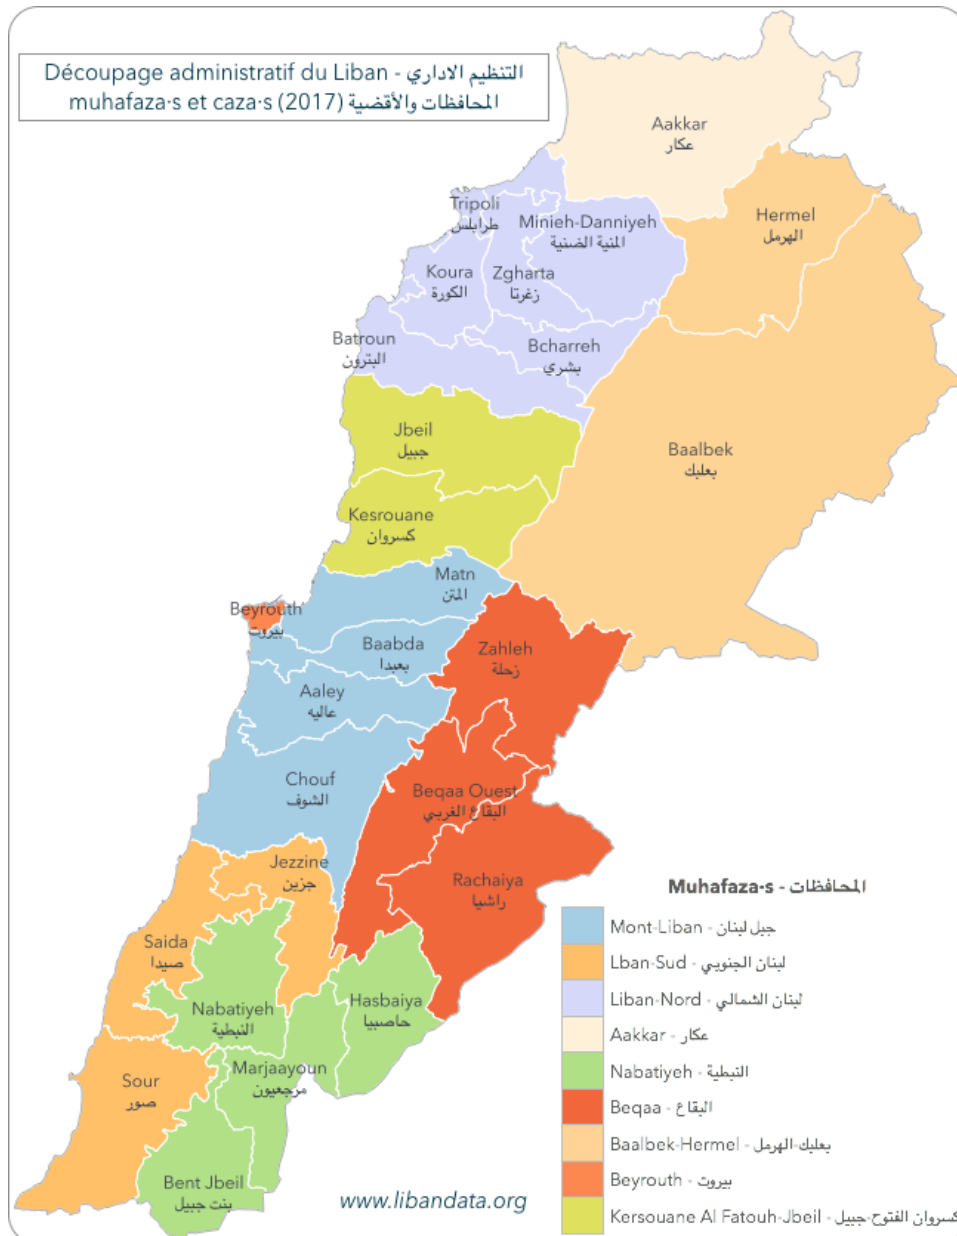 Découpage administratif du Liban - التنظيم الاداري
muhafaza·s et caza·s (2017) المحافظات والأقضية
Aakkar
عكار
Hermel
الهرمل
Tripoli
طرابلس
Minieh-Danniyeh
المنية الضنية
Koura
الكورة
Zgharta
زغرتا
Batroun
البترون
Bcharreh
بشري
Jbeil
جبيل
Baalbek
بعلبك
Kesrouane
كسروان
Matn
المتن
Beyrouth
بيروت
Baabda
بعبدا
Zahleh
زحلة
Aaley
عاليه
Chouf
الشوف
Beqaa Ouest
البقاع الغربي
Jezzine
جزين
Rachaiya
راشيا
Saida
صيدا
Nabatiyeh
النبطية
Hasbaiya
حاصبيا
Marjaayoun
مرجعيون
Sour
صور
Bent Jbeil
بنت جبيل
www.libandata.org
Muhafaza·s - المحافظات
Mont-Liban - جبل لبنان
Lban-Sud - لبنان الجنوبي
Liban-Nord - لبنان الشمالي
Aakkar - عكار
Nabatiyeh - النبطية
Beqaa - البقاع
Baalbek-Hermel - بعلبك-الهرمل
Beyrouth - بيروت
Kersouane Al Fatouh-Jbeil - كسروان الفتوح-جبيل